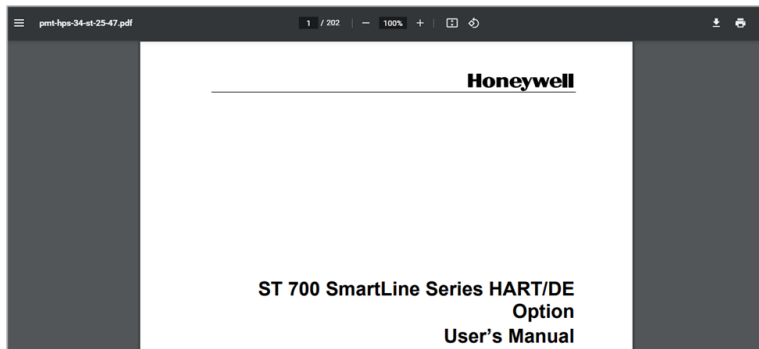 pmt-hps-34-st-25-47.pdf 1 / 202 100%
Honeywell
ST 700 SmartLine Series HART/DE
Option
User's Manual